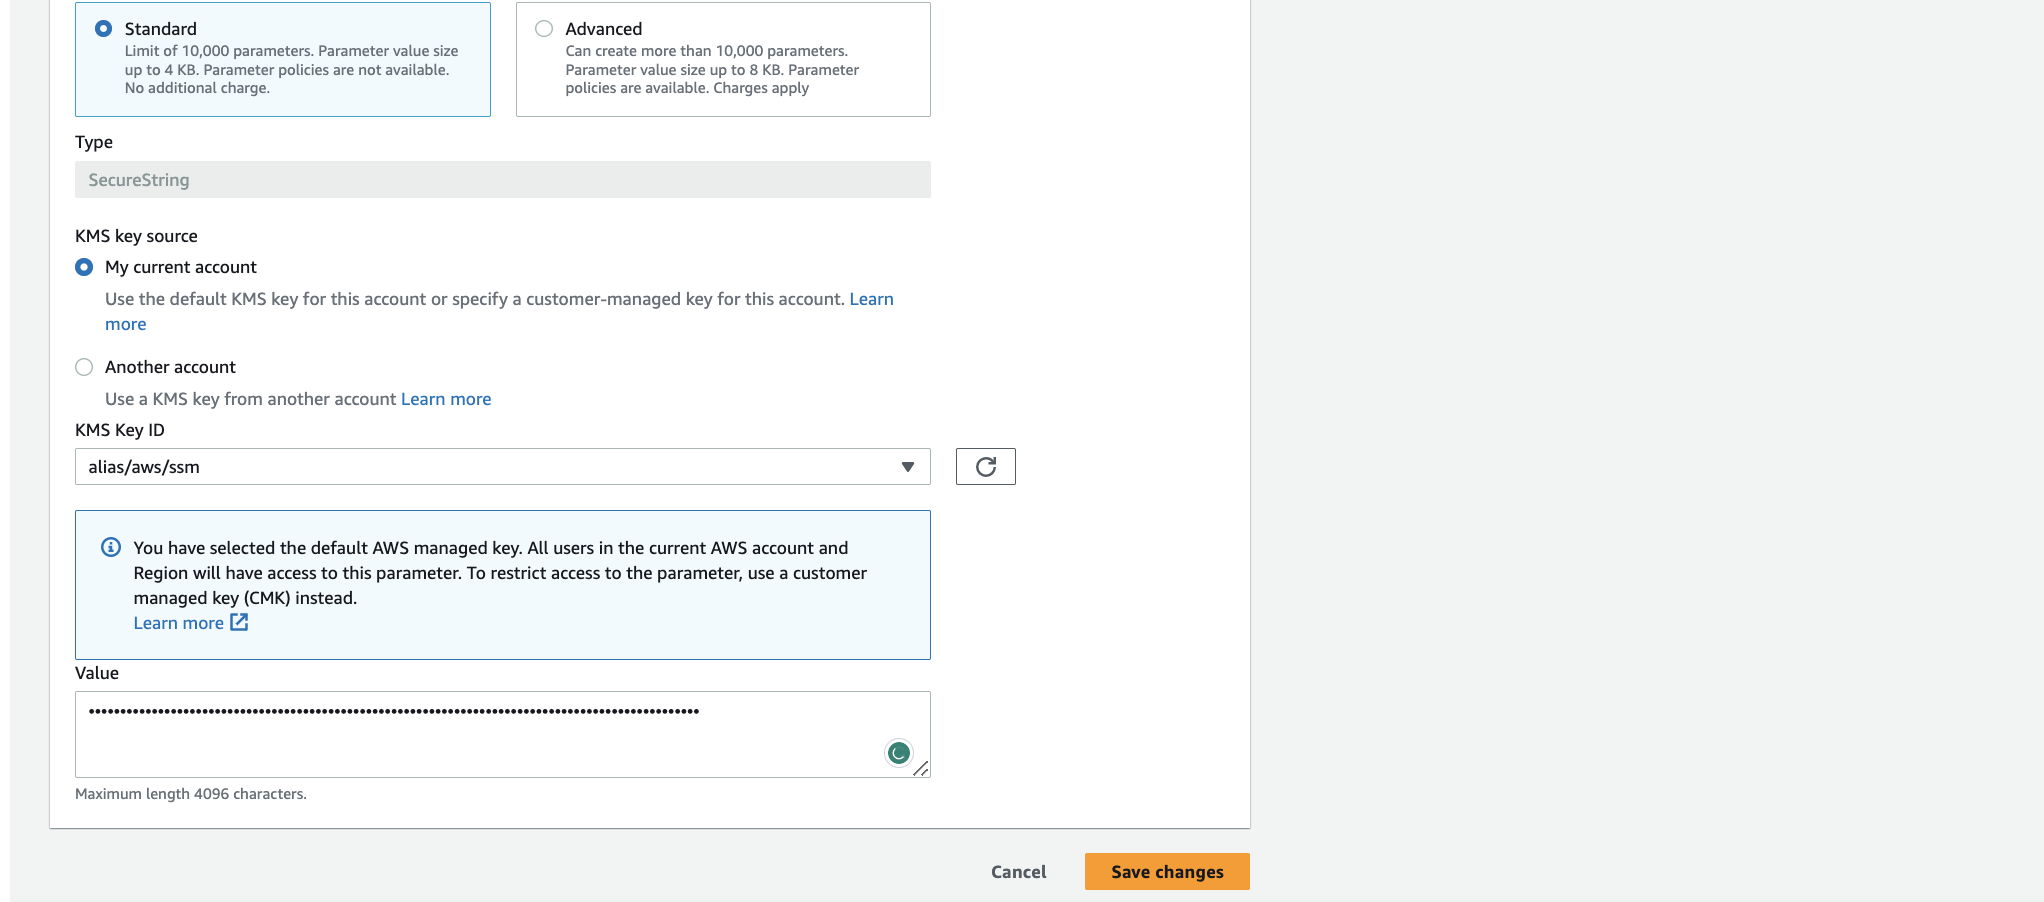 Standard
Limit of 10,000 parameters. Parameter value size
up to 4 KB. Parameter policies are not available.
No additional charge.
Advanced
Can create more than 10,000 parameters.
Parameter value size up to 8 KB. Parameter
policies are available. Charges apply
Type
SecureString
KMS key source
My current account
Use the default KMS key for this account or specify a customer-managed key for this account. Learn
more
Another account
Use a KMS key from another account Learn more
KMS Key ID
alias/aws/ssm
You have selected the default AWS managed key. All users in the current AWS account and
Region will have access to this parameter. To restrict access to the parameter, use a customer
managed key (CMK) instead.
Learn more
Value
Maximum length 4096 characters.
Cancel
Save changes